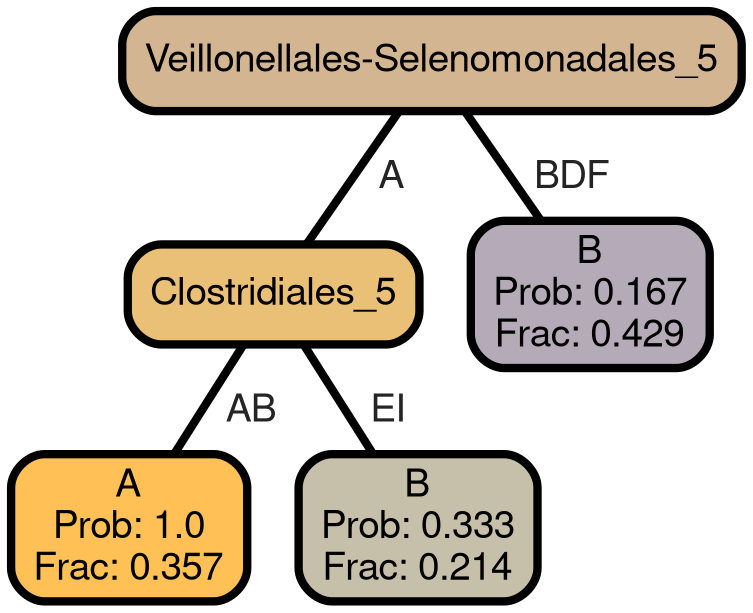 Veillonellales-Selenomonadales_5
A
BDF
Clostridiales_5
B
Prob: 0.167
Frac: 0.429
AB
EI
A
Prob: 1.0
Frac: 0.357
B
Prob: 0.333
Frac: 0.214